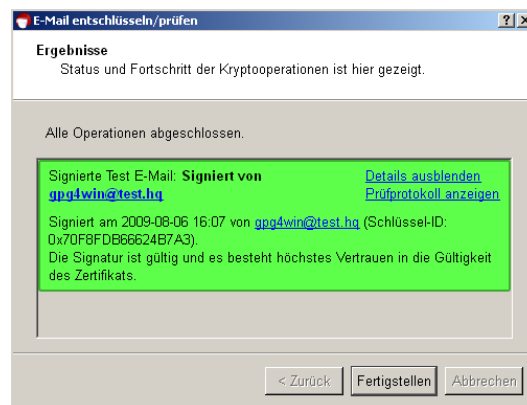 E-Mail entschlüsseln/prüfen
Ergebnisse
Status und Fortschritt der Kryptooperationen ist hier gezeigt.
Alle Operationen abgeschlossen.
Signierte Test E-Mail: Signiert von
gpg4win@test.hq
Details ausblenden
Prüfprotokoll anzeigen
Signiert am 2009-08-06 16:07 von gpg4win@test.hq (Schlüssel-ID:
0x70F8FDB66624B7A3).
Die Signatur ist gültig und es besteht höchstes Vertrauen in die Gültigkeit
des Zertifikats.
< Zurück
Fertigstellen
Abbrechen